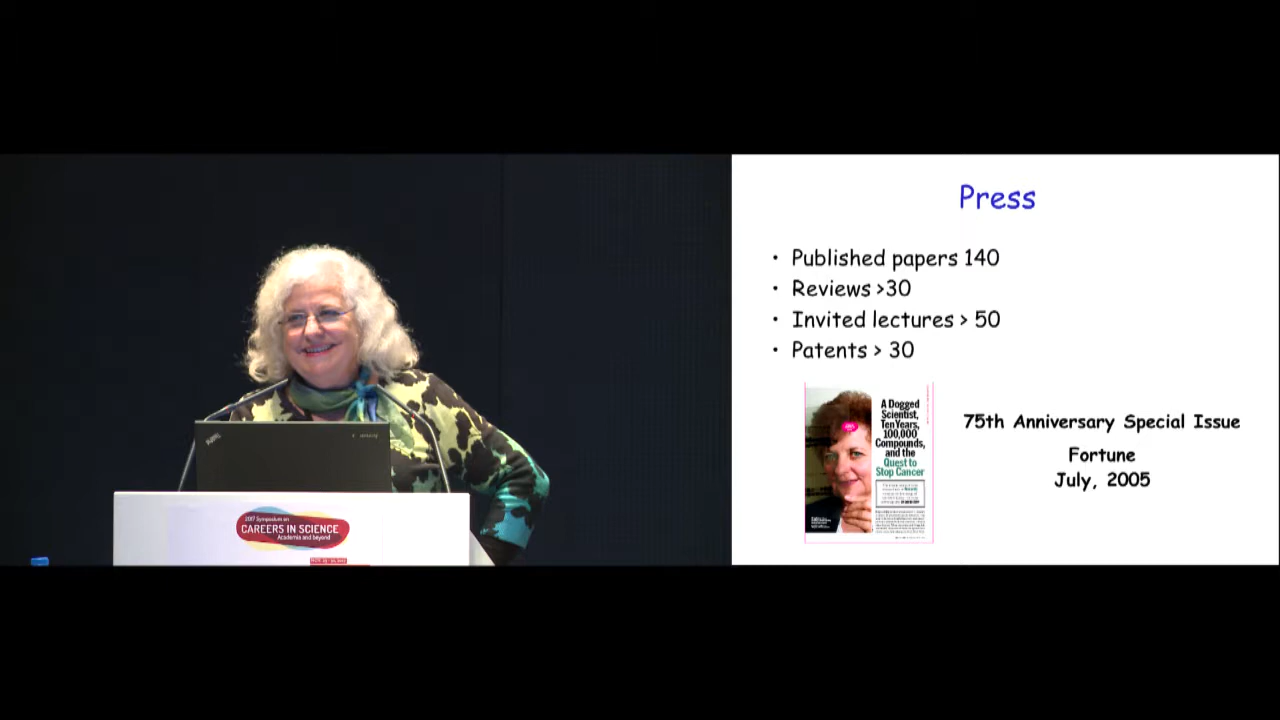 Press
• Published papers 140
• Reviews >30
• Invited lectures > 50
• Patents > 30
A Dogged
Scientist,
Ten Years,
100,000
Compounds,
and the
Quest to
Stop Cancer
75th Anniversary Special Issue
Fortune
July, 2005
ThinkPad
2017 Symposium on
CAREERS IN SCIENCE
Academia and beyond